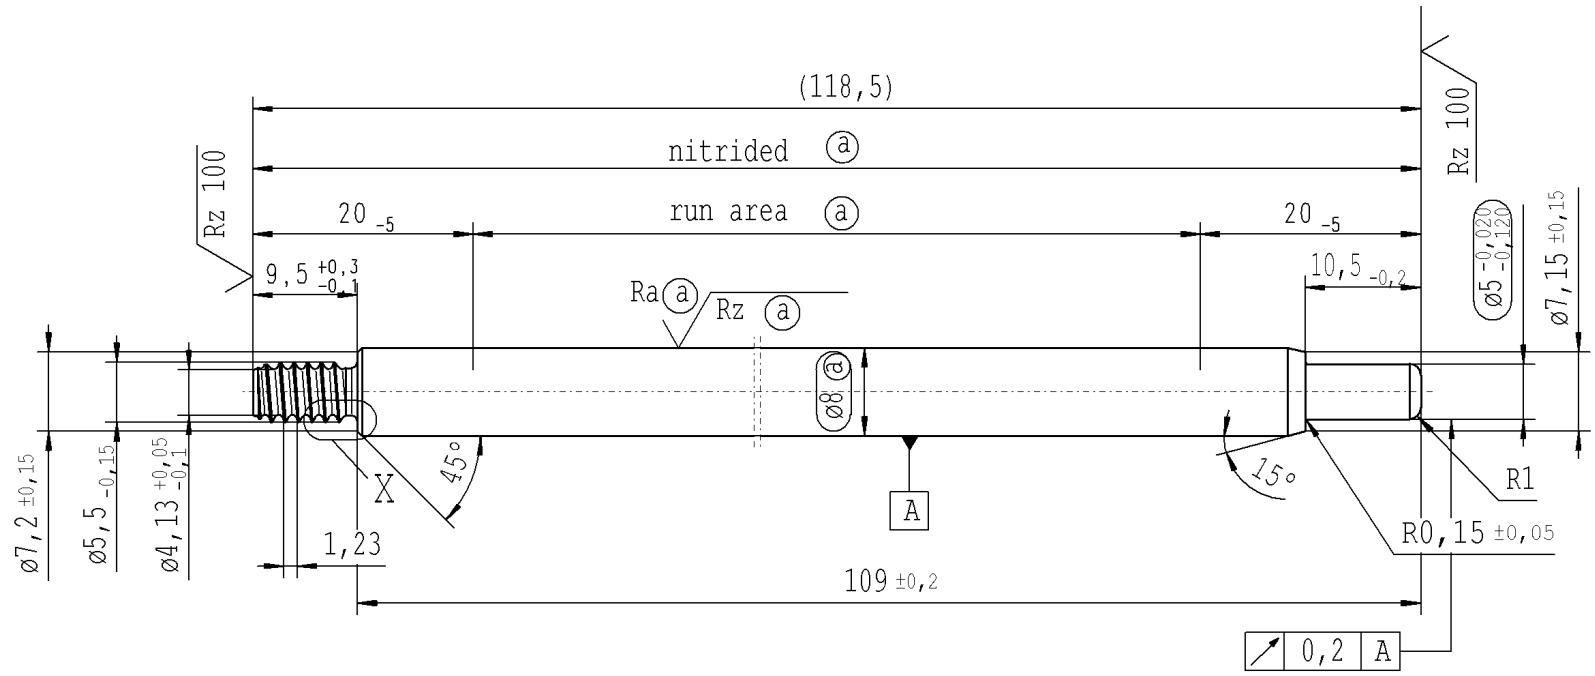 (118,5)
nitrided a
Rz 100
Rz 100
20 -5
run area a
20 -5
9,5 +0,3 -0,1
10,5 -0,2
ø5 -0,020 -0,120
ø7,15 ±0,15
Ra a
Rz a
ø8 a
ø7,2 ±0,15
ø5,5 -0,15
ø4,13 +0,05 -0,1
X
45°
15°
A
R1
1,23
R0,15 ±0,05
109 ±0,2
0,2 A